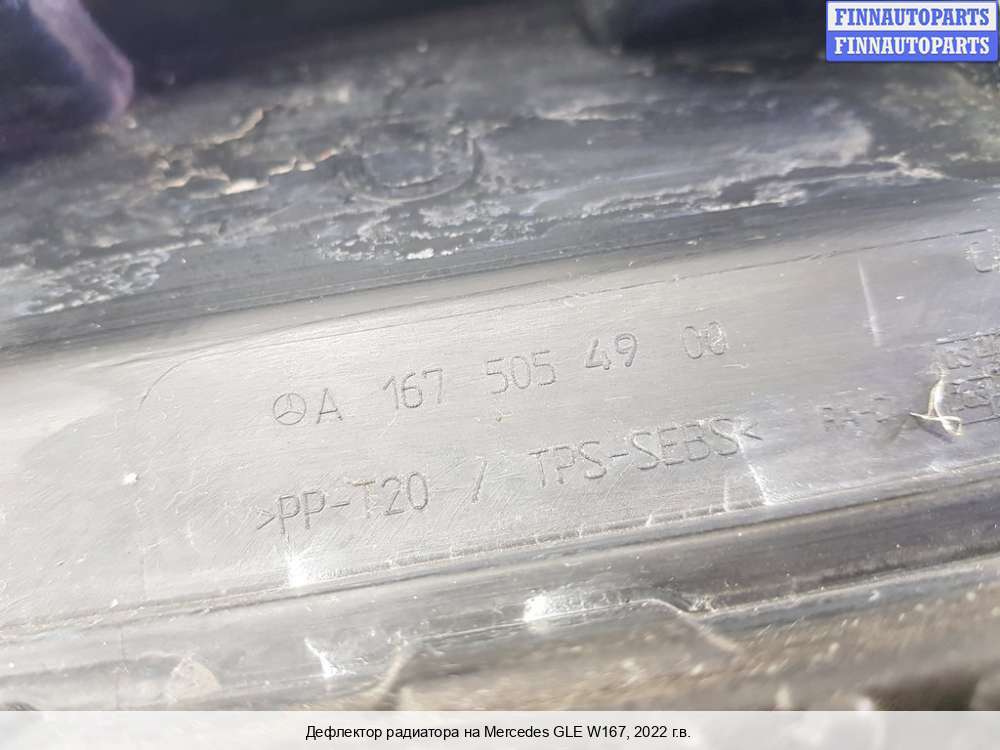 FINNAUTOPARTS
FINNAUTOPARTS
A 167 505 49 00
>PP-T20 / TPS-SEBS<
Дефлектор радиатора на Mercedes GLE W167, 2022 г.в.